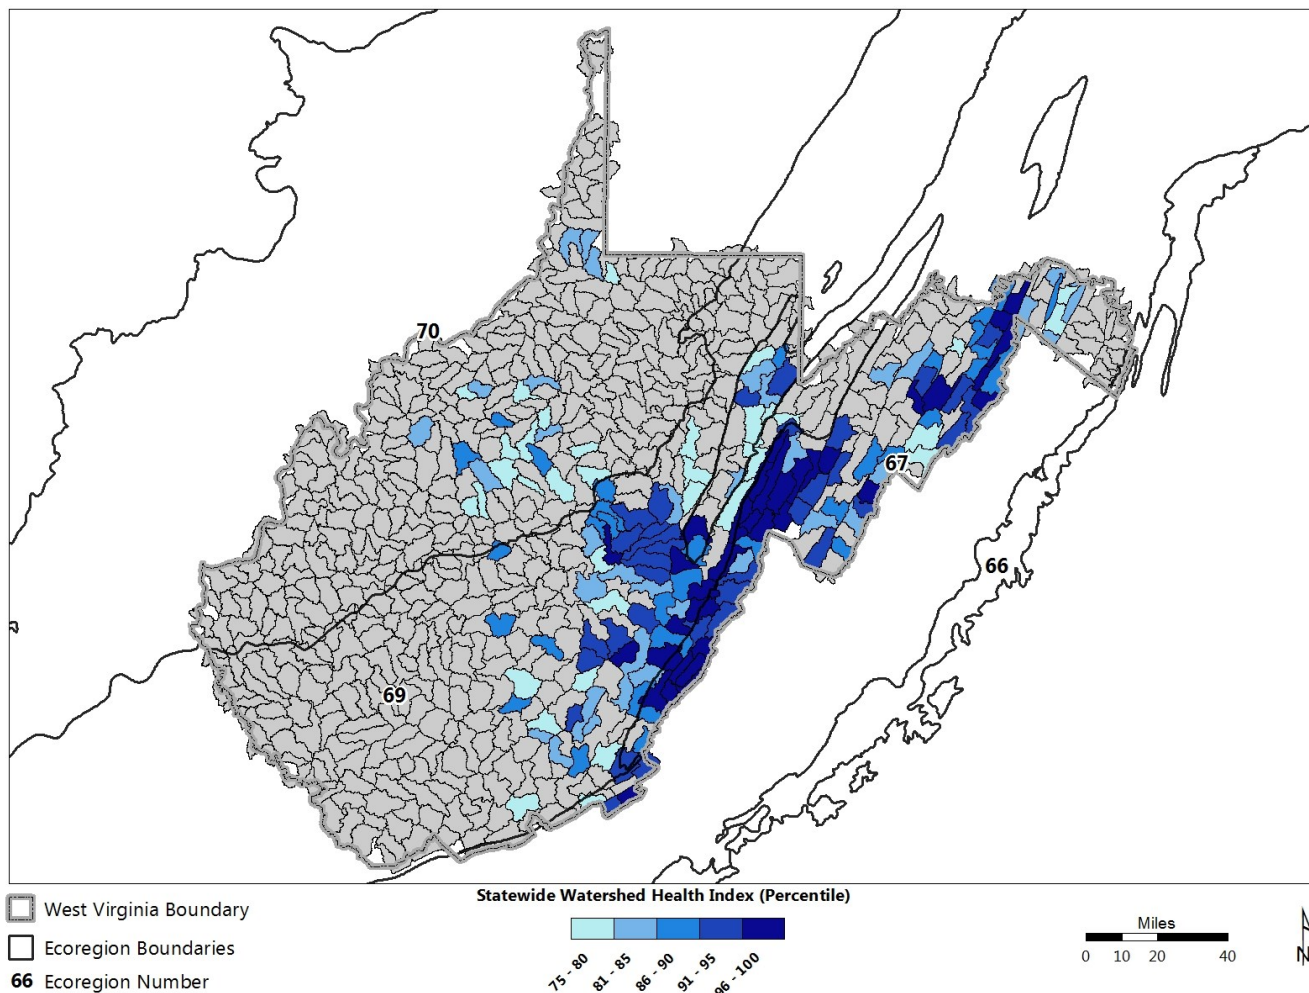 70
67
66
69
Statewide Watershed Health Index (Percentile)
West Virginia Boundary
Ecoregion Boundaries
66 Ecoregion Number
75 - 80
81 - 85
86 - 90
91 - 95
96 - 100
Miles
0 10 20 40
N